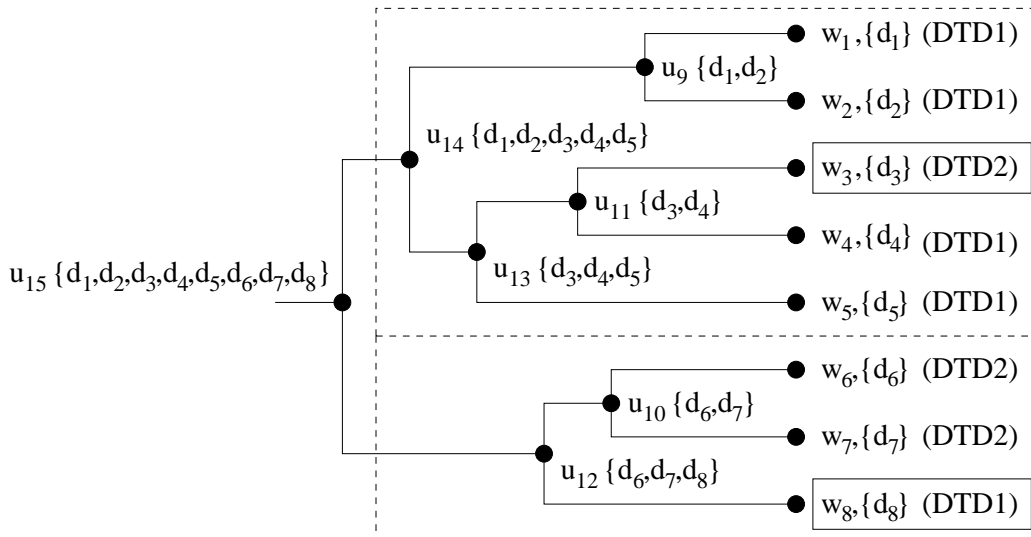 w1,{d1} (DTD1)
u9 {d1,d2}
w2,{d2} (DTD1)
u14 {d1,d2,d3,d4,d5}
w3,{d3} (DTD2)
u11 {d3,d4}
w4,{d4} (DTD1)
u13 {d3,d4,d5}
u15 {d1,d2,d3,d4,d5,d6,d7,d8}
w5,{d5} (DTD1)
w6,{d6} (DTD2)
u10 {d6,d7}
w7,{d7} (DTD2)
u12 {d6,d7,d8}
w8,{d8} (DTD1)